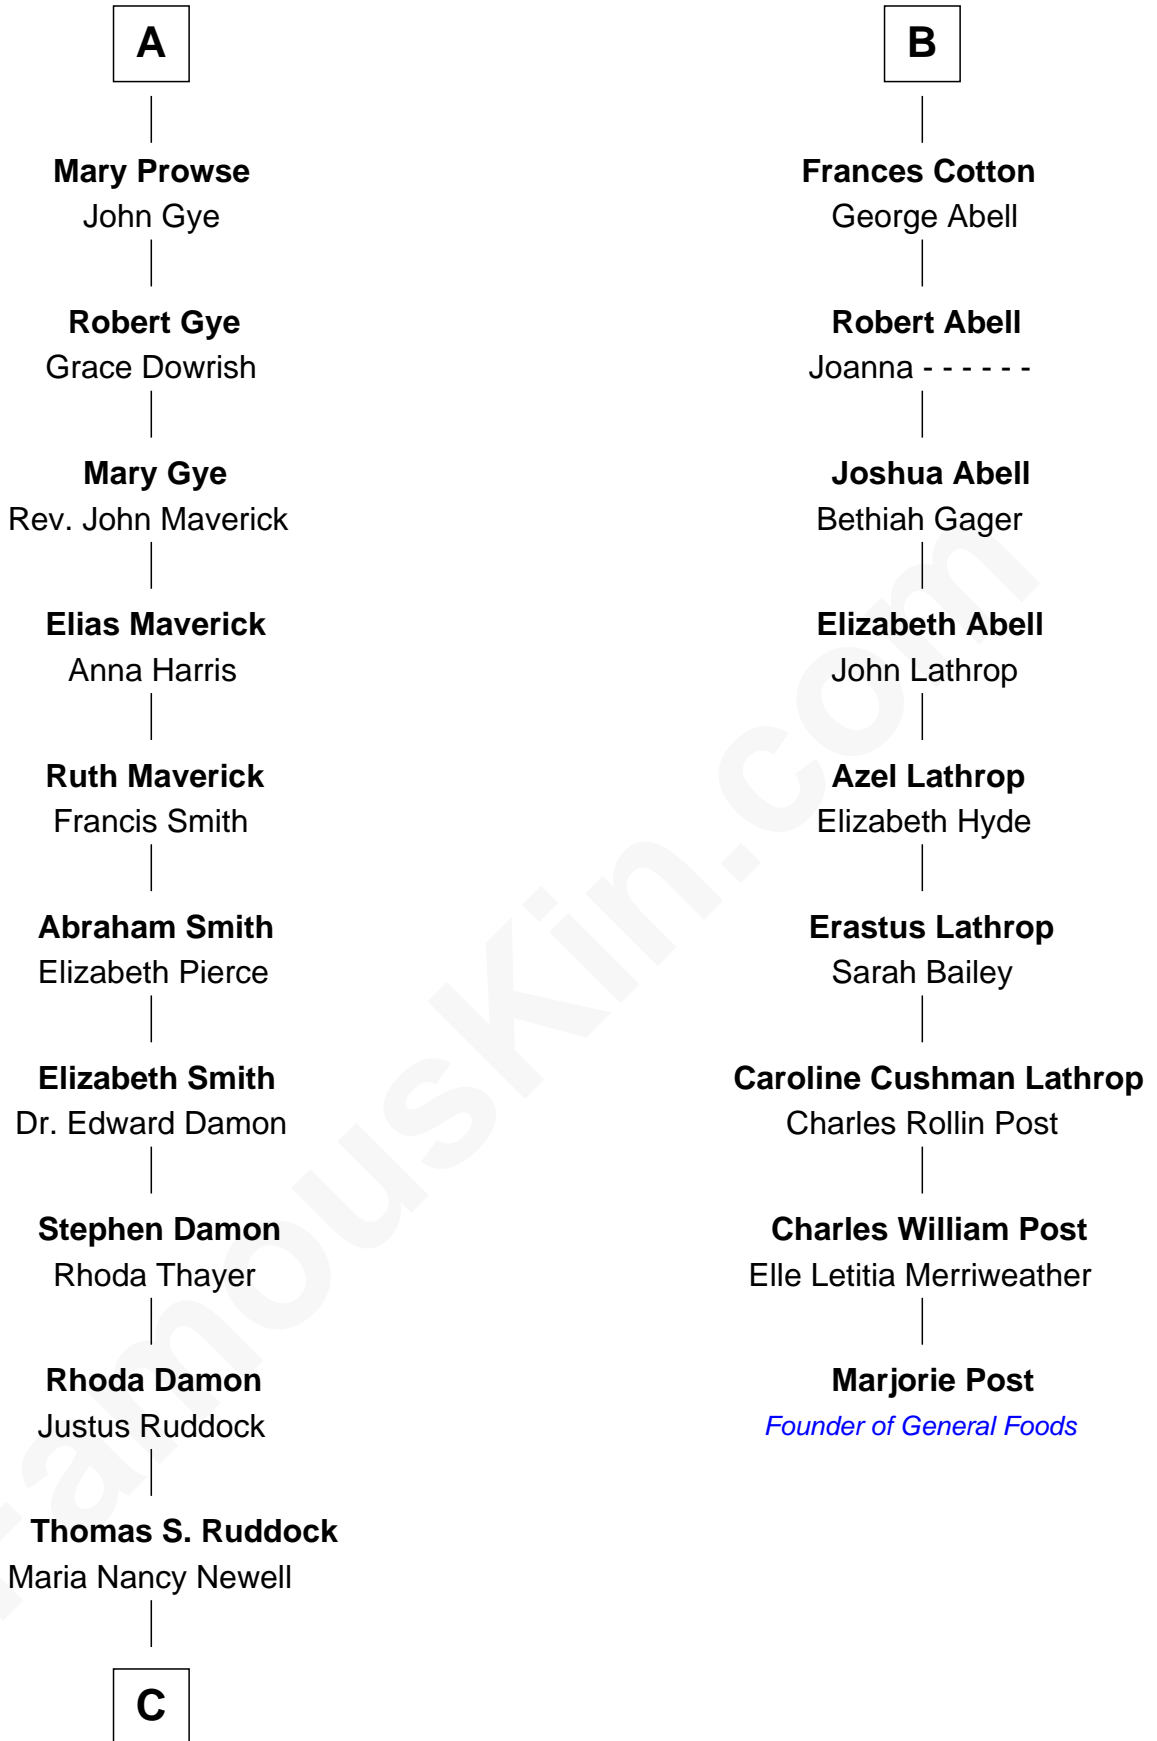 A
Mary Prowse
John Gye
Robert Gye
Grace Dowrish
Mary Gye
Rev. John Maverick
Elias Maverick
Anna Harris
Ruth Maverick
Francis Smith
Abraham Smith
Elizabeth Pierce
Elizabeth Smith
Dr. Edward Damon
Stephen Damon
Rhoda Thayer
Rhoda Damon
Justus Ruddock
Thomas S. Ruddock
Maria Nancy Newell
C
B
Frances Cotton
George Abell
Robert Abell
Joanna - - - - - -
Joshua Abell
Bethiah Gager
Elizabeth Abell
John Lathrop
Azel Lathrop
Elizabeth Hyde
Erastus Lathrop
Sarah Bailey
Caroline Cushman Lathrop
Charles Rollin Post
Charles William Post
Elle Letitia Merriweather
Marjorie Post
Founder of General Foods
FamousKin.com